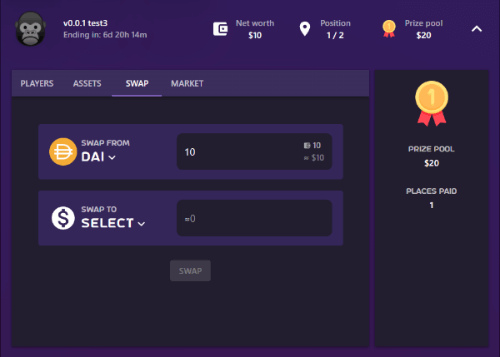 v0.0.1 test3
Ending in: 6d 20h 14m
Net worth
$10
Position
1 / 2
1
Prize pool
$20
PLAYERS ASSETS SWAP MARKET
SWAP FROM
DAI
10
10
= $10
SWAP TO
SELECT
≈0
SWAP
1
PRIZE POOL
$20
PLACES PAID
1